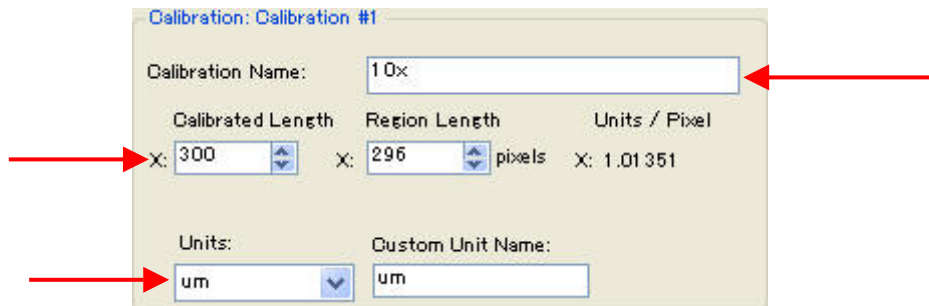 Calibration: Calibration #1
Calibration Name: 10x
Calibrated Length Region Length Units / Pixel
X: 300 X: 296 pixels X: 1.01351
Units: Custom Unit Name:
um um